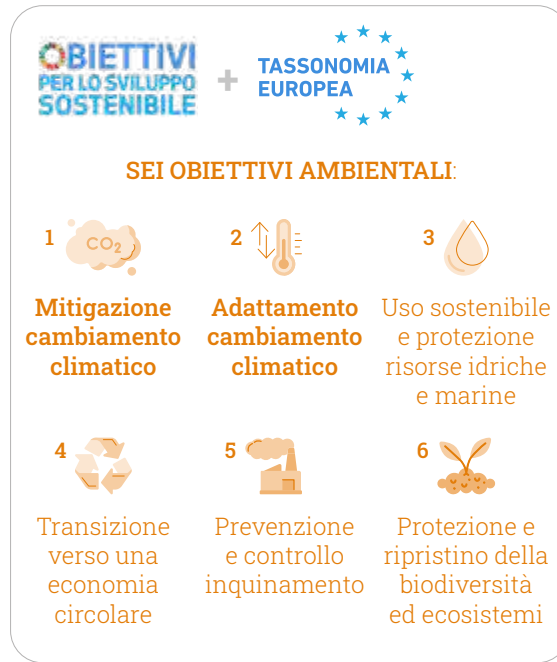 OBIETTIVI
PER LO SVILUPPO
SOSTENIBILE
+
TASSONOMIA
EUROPEA
SEI OBIETTIVI AMBIENTALI:
1
CO2
Mitigazione
cambiamento
climatico
2
Adattamento
cambiamento
climatico
3
Uso sostenibile
e protezione
risorse idriche
e marine
4
Transizione
verso una
economia
circolare
5
Prevenzione
e controllo
inquinamento
6
Protezione e
ripristino della
biodiversità
ed ecosistemi